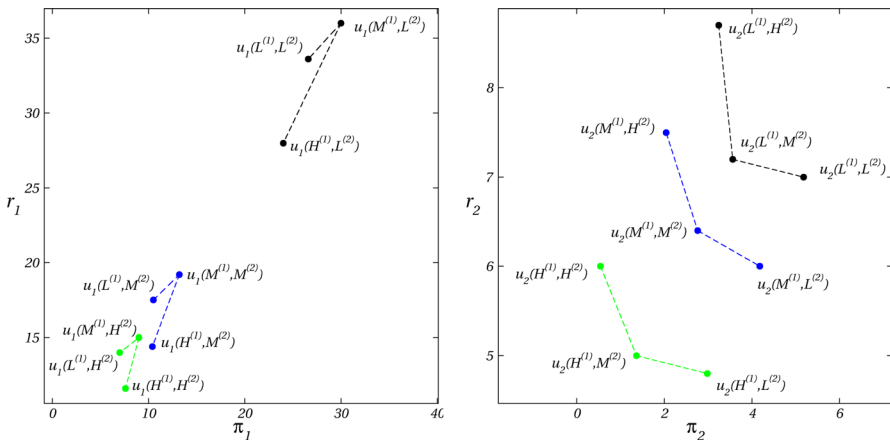 35
30
25
20
15
r₁
u₁(M⁽¹⁾,L⁽²⁾)
u₁(L⁽¹⁾,L⁽²⁾)
u₁(H⁽¹⁾,L⁽²⁾)
u₁(L⁽¹⁾,M⁽²⁾)
u₁(M⁽¹⁾,M⁽²⁾)
u₁(M⁽¹⁾,H⁽²⁾)
u₁(H⁽¹⁾,M⁽²⁾)
u₁(L⁽¹⁾,H⁽²⁾)
u₁(H⁽¹⁾,H⁽²⁾)
0 10 20 30 40
π₁
8
7
6
5
r₂
u₂(L⁽¹⁾,H⁽²⁾)
u₂(M⁽¹⁾,H⁽²⁾)
u₂(L⁽¹⁾,M⁽²⁾)
u₂(L⁽¹⁾,L⁽²⁾)
u₂(M⁽¹⁾,M⁽²⁾)
u₂(H⁽¹⁾,H⁽²⁾)
u₂(M⁽¹⁾,L⁽²⁾)
u₂(H⁽¹⁾,M⁽²⁾)
u₂(H⁽¹⁾,L⁽²⁾)
0 2 4 6
π₂